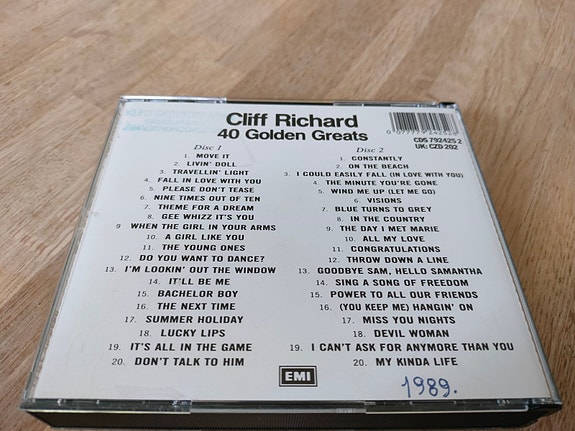 Cliff Richard
40 Golden Greats
CDS 792425 2
UK: CZD 202
Disc 1
1. MOVE IT
2. LIVIN' DOLL
3. TRAVELLIN' LIGHT
4. FALL IN LOVE WITH YOU
5. PLEASE DON'T TEASE
6. NINE TIMES OUT OF TEN
7. THEME FOR A DREAM
8. GEE WHIZZ IT'S YOU
9 WHEN THE GIRL IN YOUR ARMS
10. A GIRL LIKE YOU
11. THE YOUNG ONES
12. DO YOU WANT TO DANCE?
13. I'M LOOKIN' OUT THE WINDOW
14. IT'LL BE ME
15. BACHELOR BOY
16. THE NEXT TIME
17. SUMMER HOLIDAY
18. LUCKY LIPS
19. IT'S ALL IN THE GAME
20. DON'T TALK TO HIM
Disc 2
1. CONSTANTLY
2. ON THE BEACH
3. I COULD EASILY FALL (IN LOVE WITH YOU)
4. THE MINUTE YOU'RE GONE
5. WIND ME UP (LET ME GO)
6. VISIONS
7. BLUE TURNS TO GREY
8. IN THE COUNTRY
9. THE DAY I MET MARIE
10. ALL MY LOVE
11. CONGRATULATIONS
12. THROW DOWN A LINE
13. GOODBYE SAM, HELLO SAMANTHA
14. SING A SONG OF FREEDOM
15. POWER TO ALL OUR FRIENDS
16. (YOU KEEP ME) HANGIN' ON
17. MISS YOU NIGHTS
18. DEVIL WOMAN
19. I CAN'T ASK FOR ANYMORE THAN YOU
20. MY KINDA LIFE
EMI
1989.